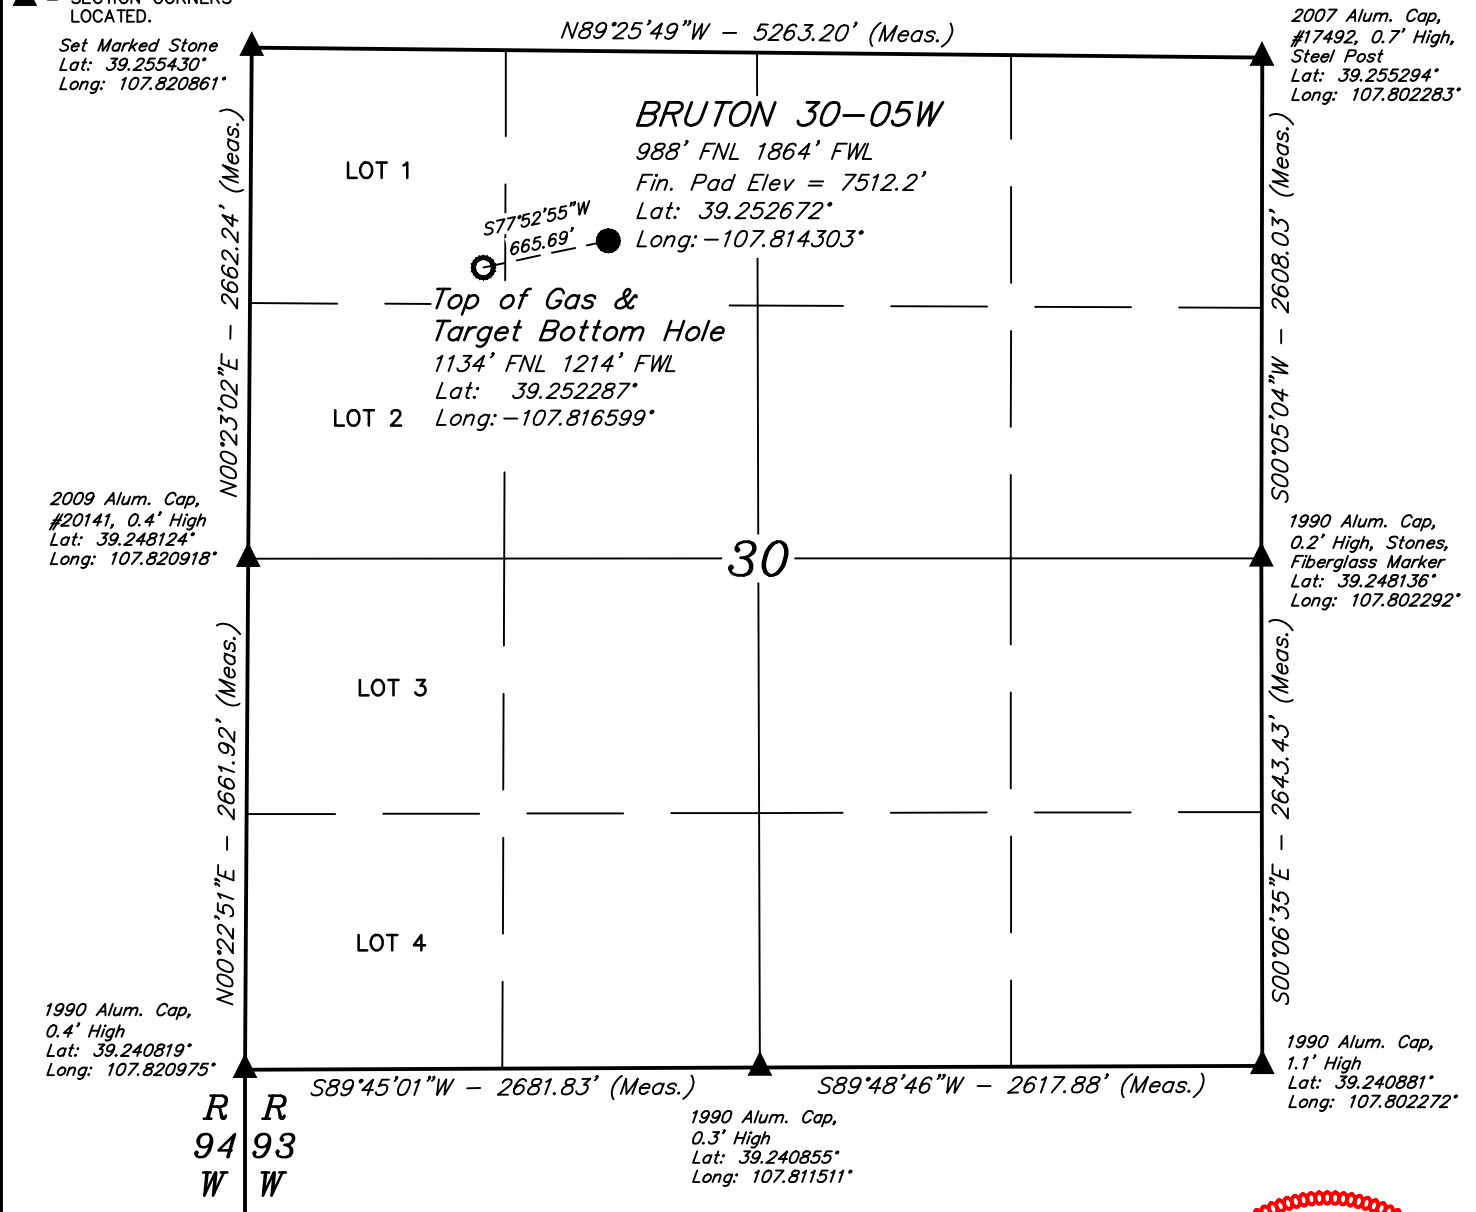 – SECTION CORNERS
LOCATED.
Set Marked Stone
Lat: 39.255430°
Long: 107.820861°
N89°25'49"W – 5263.20' (Meas.)
2007 Alum. Cap,
#17492, 0.7' High,
Steel Post
Lat: 39.255294°
Long: 107.802283°
BRUTON 30–05W
988' FNL 1864' FWL
Fin. Pad Elev = 7512.2'
Lat: 39.252672°
Long: –107.814303°
LOT 1
S77°52'55"W
665.69'
N00°23'02"E – 2662.24' (Meas.)
S00°05'04"W – 2608.03' (Meas.)
Top of Gas &
Target Bottom Hole
1134' FNL 1214' FWL
Lat: 39.252287°
Long: –107.816599°
LOT 2
2009 Alum. Cap,
#20141, 0.4' High
Lat: 39.248124°
Long: 107.820918°
30
1990 Alum. Cap,
0.2' High, Stones,
Fiberglass Marker
Lat: 39.248136°
Long: 107.802292°
LOT 3
N00°22'51"E – 2661.92' (Meas.)
S00°06'35"E – 2643.43' (Meas.)
LOT 4
1990 Alum. Cap,
0.4' High
Lat: 39.240819°
Long: 107.820975°
S89°45'01"W – 2681.83' (Meas.)
S89°48'46"W – 2617.88' (Meas.)
1990 Alum. Cap,
1.1' High
Lat: 39.240881°
Long: 107.802272°
1990 Alum. Cap,
0.3' High
Lat: 39.240855°
Long: 107.811511°
R R
94 93
W W